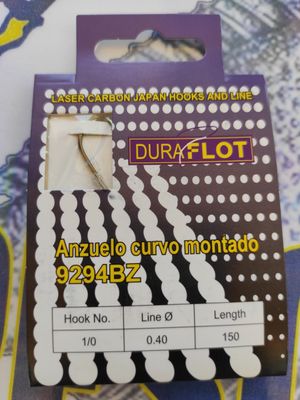 LASER CARBON JAPAN HOOKS AND LINE
DURAFLOT
Anzuelo curvo montado
9294BZ
Hook No. Line Ø Length
1/0 0.40 150